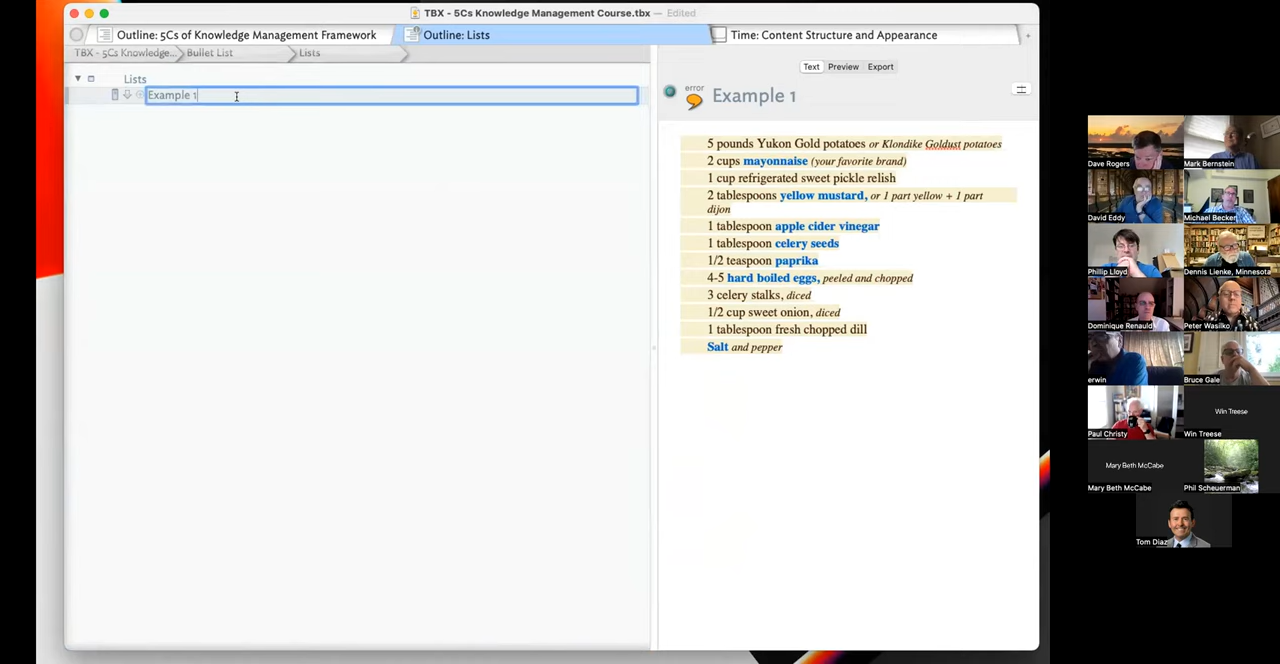 TBX - 5Cs Knowledge Management Course.tbx — Edited
Outline: 5Cs of Knowledge Management Framework
Outline: Lists
Time: Content Structure and Appearance
+
TBX - 5Cs Knowledge... Bullet List Lists
Lists
Example 1
Text Preview Export
error
Example 1
5 pounds Yukon Gold potatoes or Klondike Goldust potatoes
2 cups mayonnaise (your favorite brand)
1 cup refrigerated sweet pickle relish
2 tablespoons yellow mustard, or 1 part yellow + 1 part
dijon
1 tablespoon apple cider vinegar
1 tablespoon celery seeds
1/2 teaspoon paprika
4-5 hard boiled eggs, peeled and chopped
3 celery stalks, diced
1/2 cup sweet onion, diced
1 tablespoon fresh chopped dill
Salt and pepper
Dave Rogers
Mark Bernstein
David Eddy
Michael Becker
Phillip Lloyd
Dennis Lienke, Minnesota
Dominique Renauld
Peter Wasilko
erwin
Bruce Gale
Paul Christy
Win Treese
Win Treese
Mary Beth McCabe
Mary Beth McCabe
Phil Scheuerman
Tom Diaz